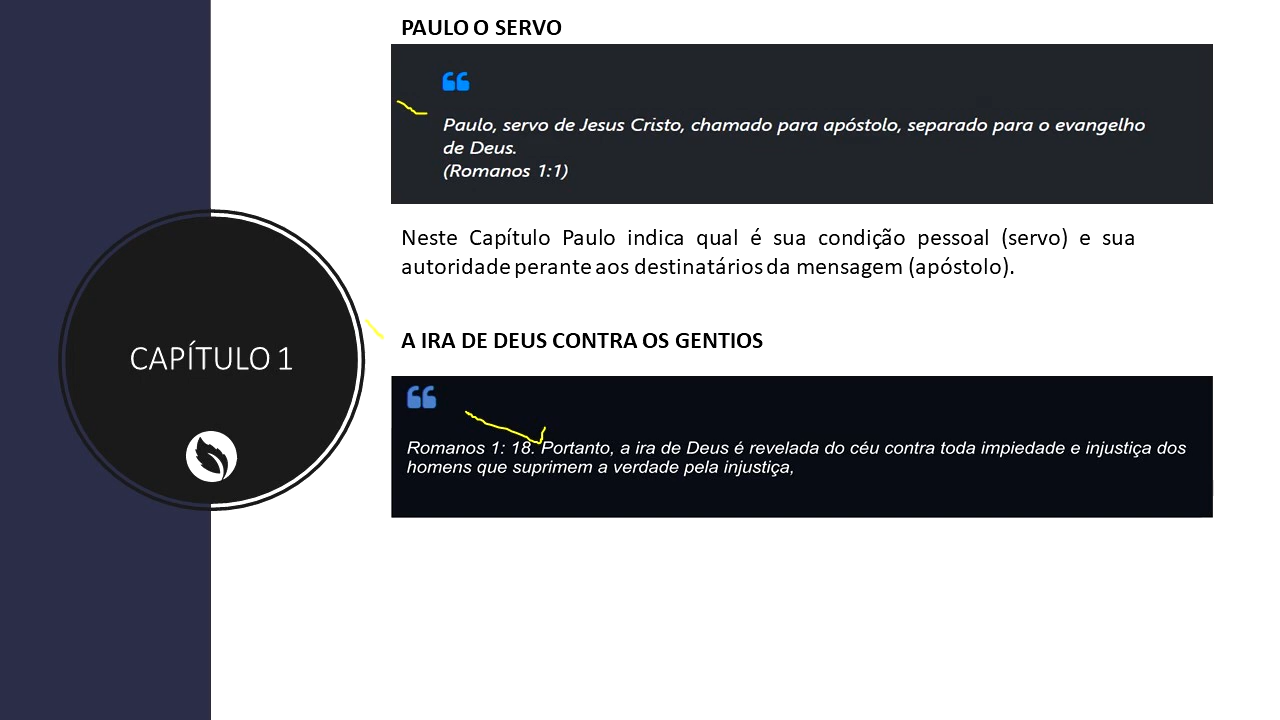 PAULO O SERVO
Paulo, servo de Jesus Cristo, chamado para apóstolo, separado para o evangelho
de Deus.
(Romanos 1:1)
Neste Capítulo Paulo indica qual é sua condição pessoal (servo) e sua
autoridade perante aos destinatários da mensagem (apóstolo).
CAPÍTULO 1
A IRA DE DEUS CONTRA OS GENTIOS
Romanos 1: 18. Portanto, a ira de Deus é revelada do céu contra toda impiedade e injustiça dos
homens que suprimem a verdade pela injustiça,